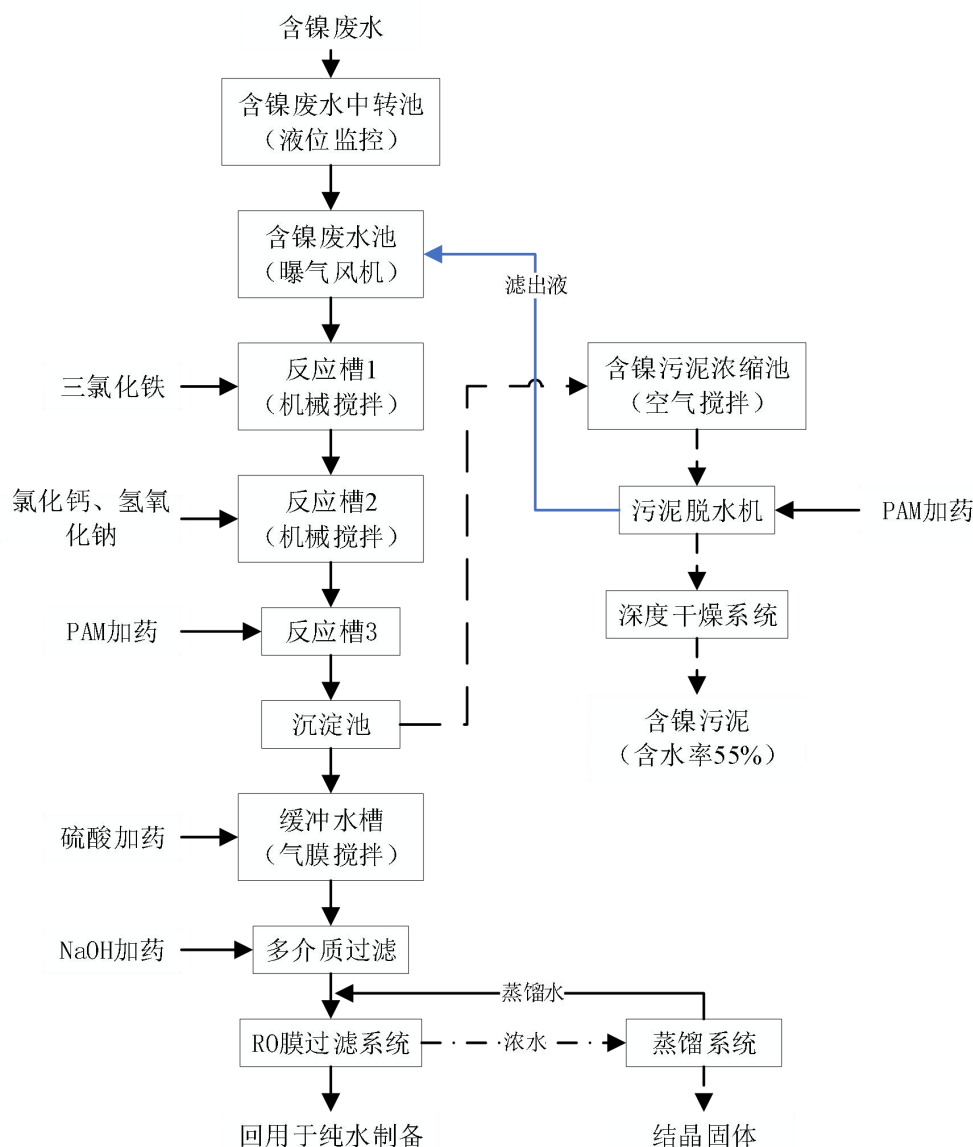 含镍废水
含镍废水中转池
（液位监控）
含镍废水池
（曝气风机）
滤出液
三氯化铁
反应槽1
（机械搅拌）
含镍污泥浓缩池
（空气搅拌）
氯化钙、氢氧
化钠
反应槽2
（机械搅拌）
污泥脱水机
PAM加药
PAM加药
反应槽3
深度干燥系统
沉淀池
含镍污泥
（含水率55%）
硫酸加药
缓冲水槽
（气膜搅拌）
NaOH加药
多介质过滤
蒸馏水
RO膜过滤系统
浓水
蒸馏系统
回用于纯水制备
结晶固体